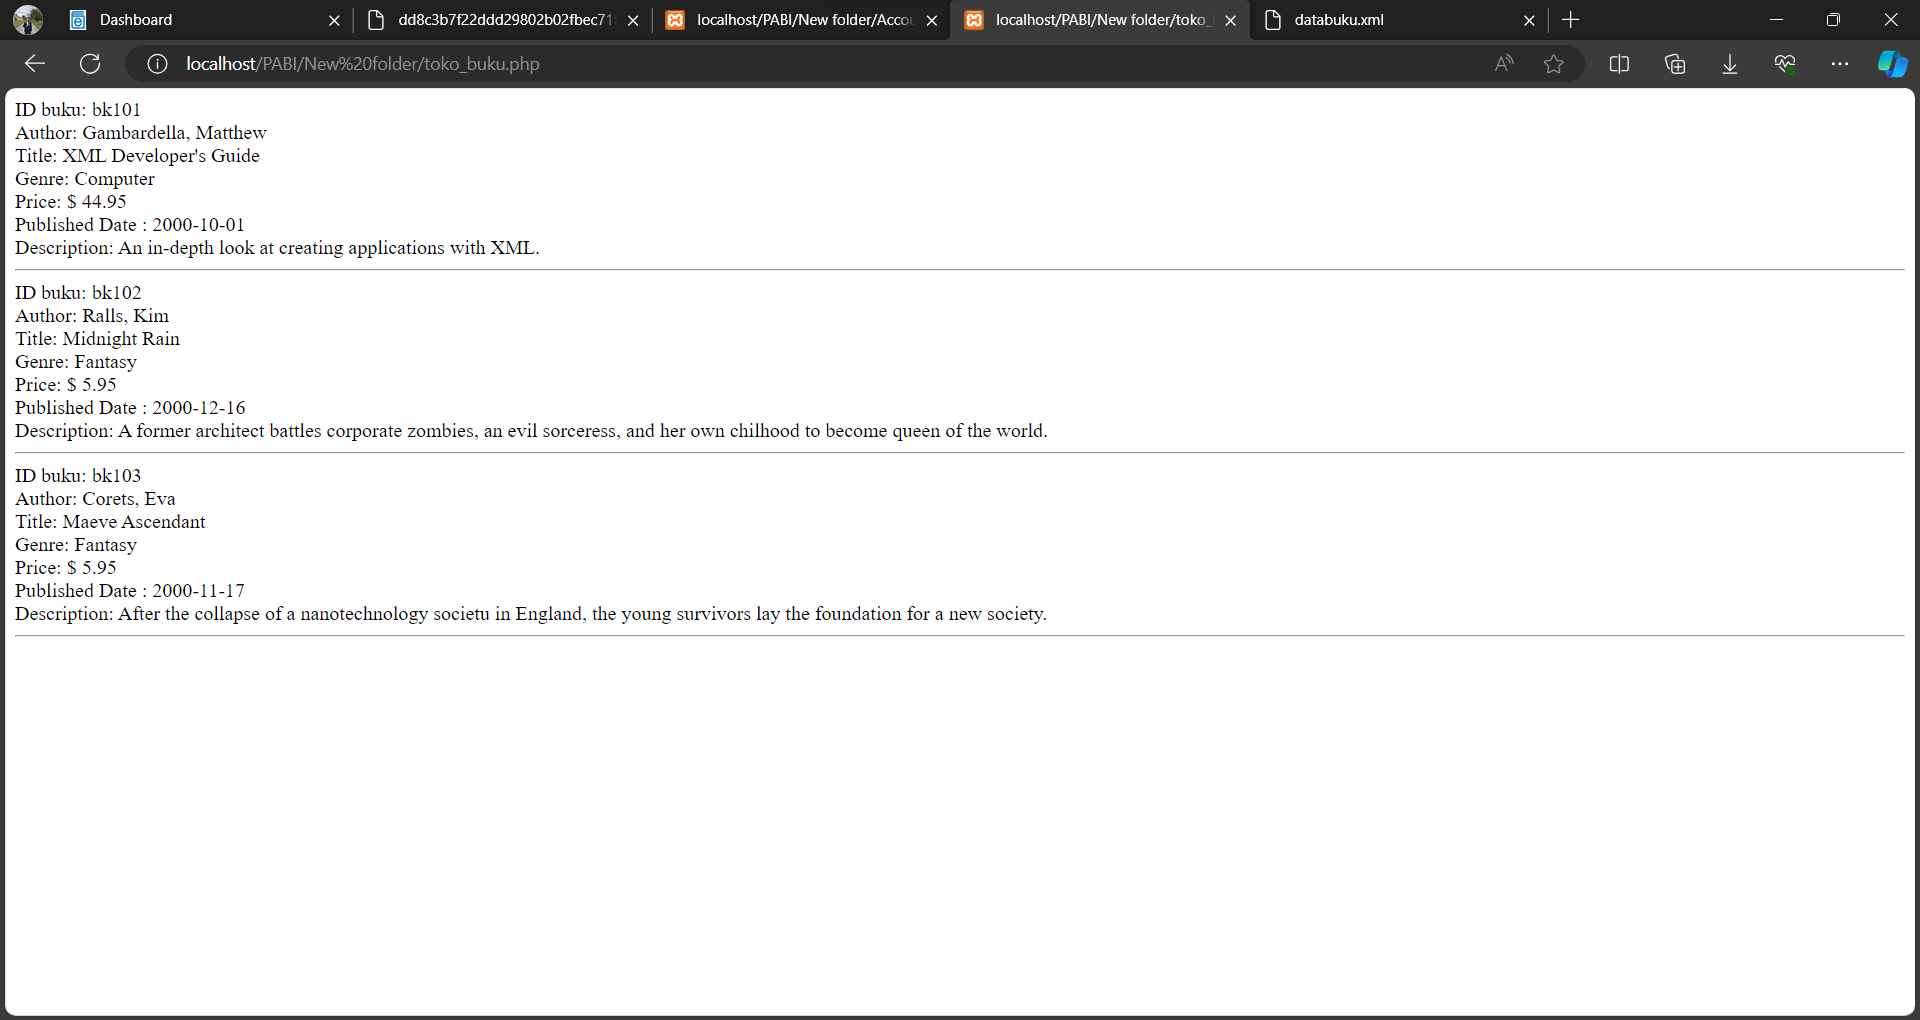 Dashboard
dd8c3b7f22ddd29802b02fbec71
localhost/PABI/New folder/Accou
localhost/PABI/New folder/toko_
databuku.xml
localhost/PABI/New%20folder/toko_buku.php
ID buku: bk101
Author: Gambardella, Matthew
Title: XML Developer's Guide
Genre: Computer
Price: $ 44.95
Published Date : 2000-10-01
Description: An in-depth look at creating applications with XML.
ID buku: bk102
Author: Ralls, Kim
Title: Midnight Rain
Genre: Fantasy
Price: $ 5.95
Published Date : 2000-12-16
Description: A former architect battles corporate zombies, an evil sorceress, and her own chilhood to become queen of the world.
ID buku: bk103
Author: Corets, Eva
Title: Maeve Ascendant
Genre: Fantasy
Price: $ 5.95
Published Date : 2000-11-17
Description: After the collapse of a nanotechnology societu in England, the young survivors lay the foundation for a new society.